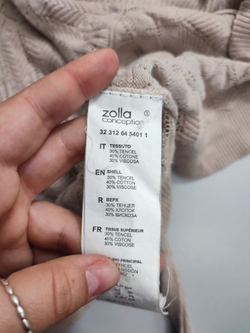 zolla
conception
32 312 64 5401 1
IT TESSUTO
30% TENCEL
40% COTONE
30% VISCOSA
EN SHELL
30% TENCEL
40% COTTON
30% VISCOSE
R ВЕРХ
30% ТЕНЦЕЛ
40% ХЛОПОК
30% ВИСКОЗА
FR TISSUE SUPÉRIEUR
30% TENCEL
40% COTON
30% VISCOSE
PRINCIPAL